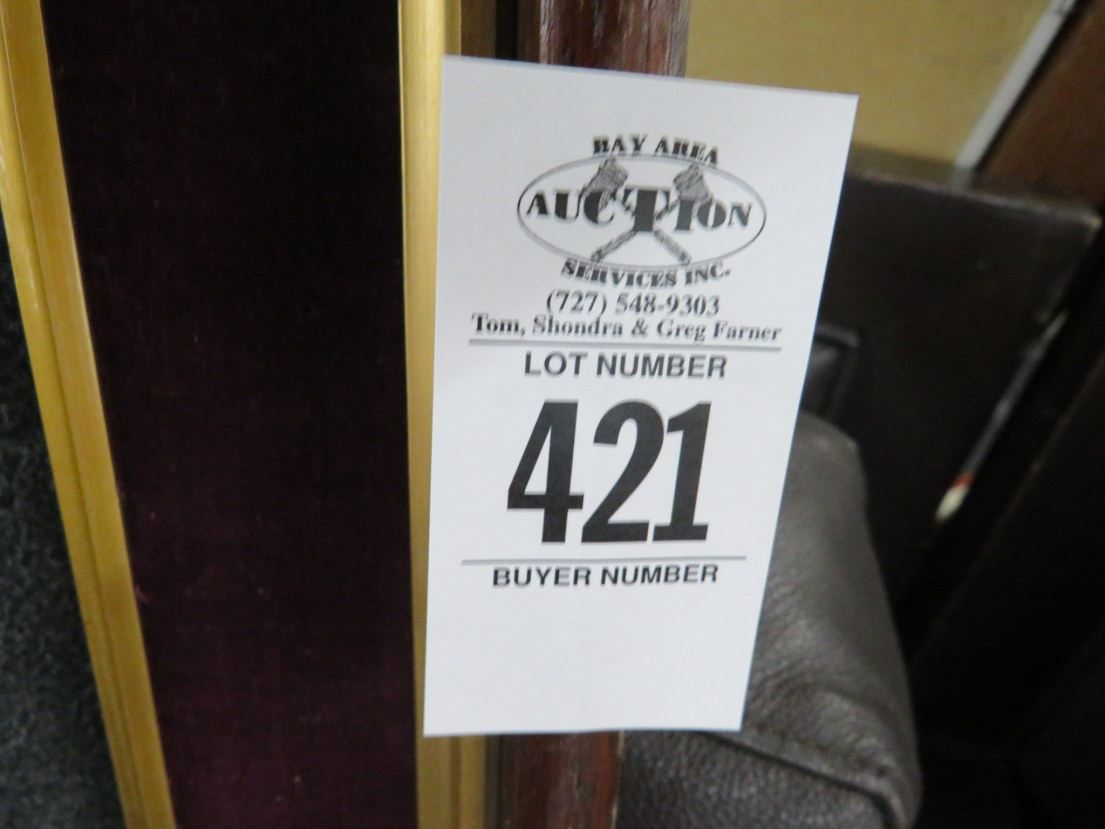 BAY AREA
AUCTION
SERVICES INC.
(727) 548-9303
Tom, Shondra & Greg Farner
LOT NUMBER
421
BUYER NUMBER